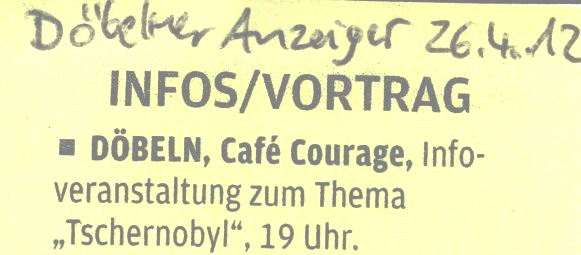 Döbelner Anzeiger 26.4.12
INFOS/VORTRAG
■ DÖBELN, Café Courage, Info-
veranstaltung zum Thema
„Tschernobyl“, 19 Uhr.